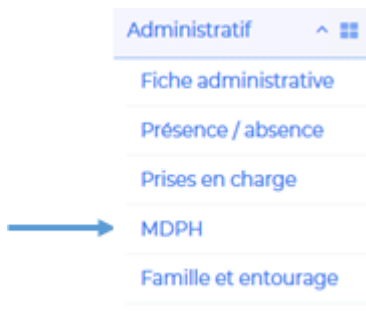 Administratif
Fiche administrative
Présence / absence
Prises en charge
MDPH
Famille et entourage